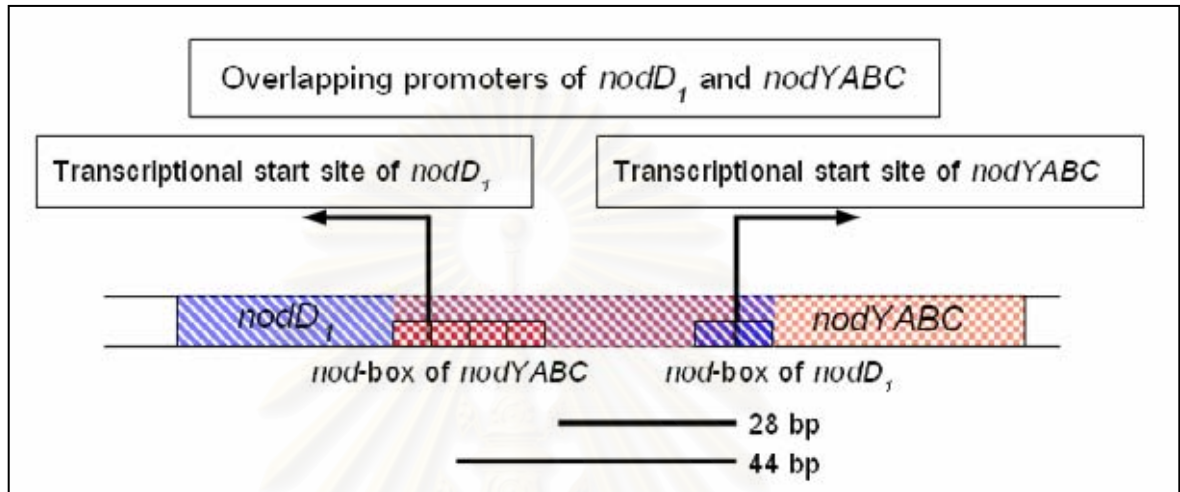 Overlapping promoters of nodD₁ and nodYABC
Transcriptional start site of nodD₁
Transcriptional start site of nodYABC
nodD₁
nodYABC
nod-box of nodYABC
nod-box of nodD₁
28 bp
44 bp